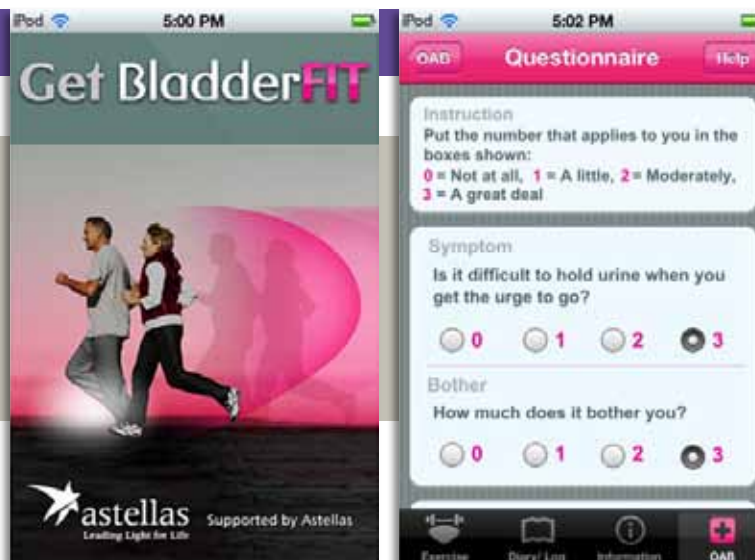 iPod 5:00 PM
Get BladderFIT
astellas
Leading Light for Life
Supported by Astellas
iPod 5:02 PM
OAB Questionnaire Help
Instruction
Put the number that applies to you in the
boxes shown:
0 = Not at all, 1 = A little, 2 = Moderately,
3 = A great deal
Symptom
Is it difficult to hold urine when you
get the urge to go?
0 1 2 3
Bother
How much does it bother you?
0 1 2 3
Exercise Diary/Log Information OAB